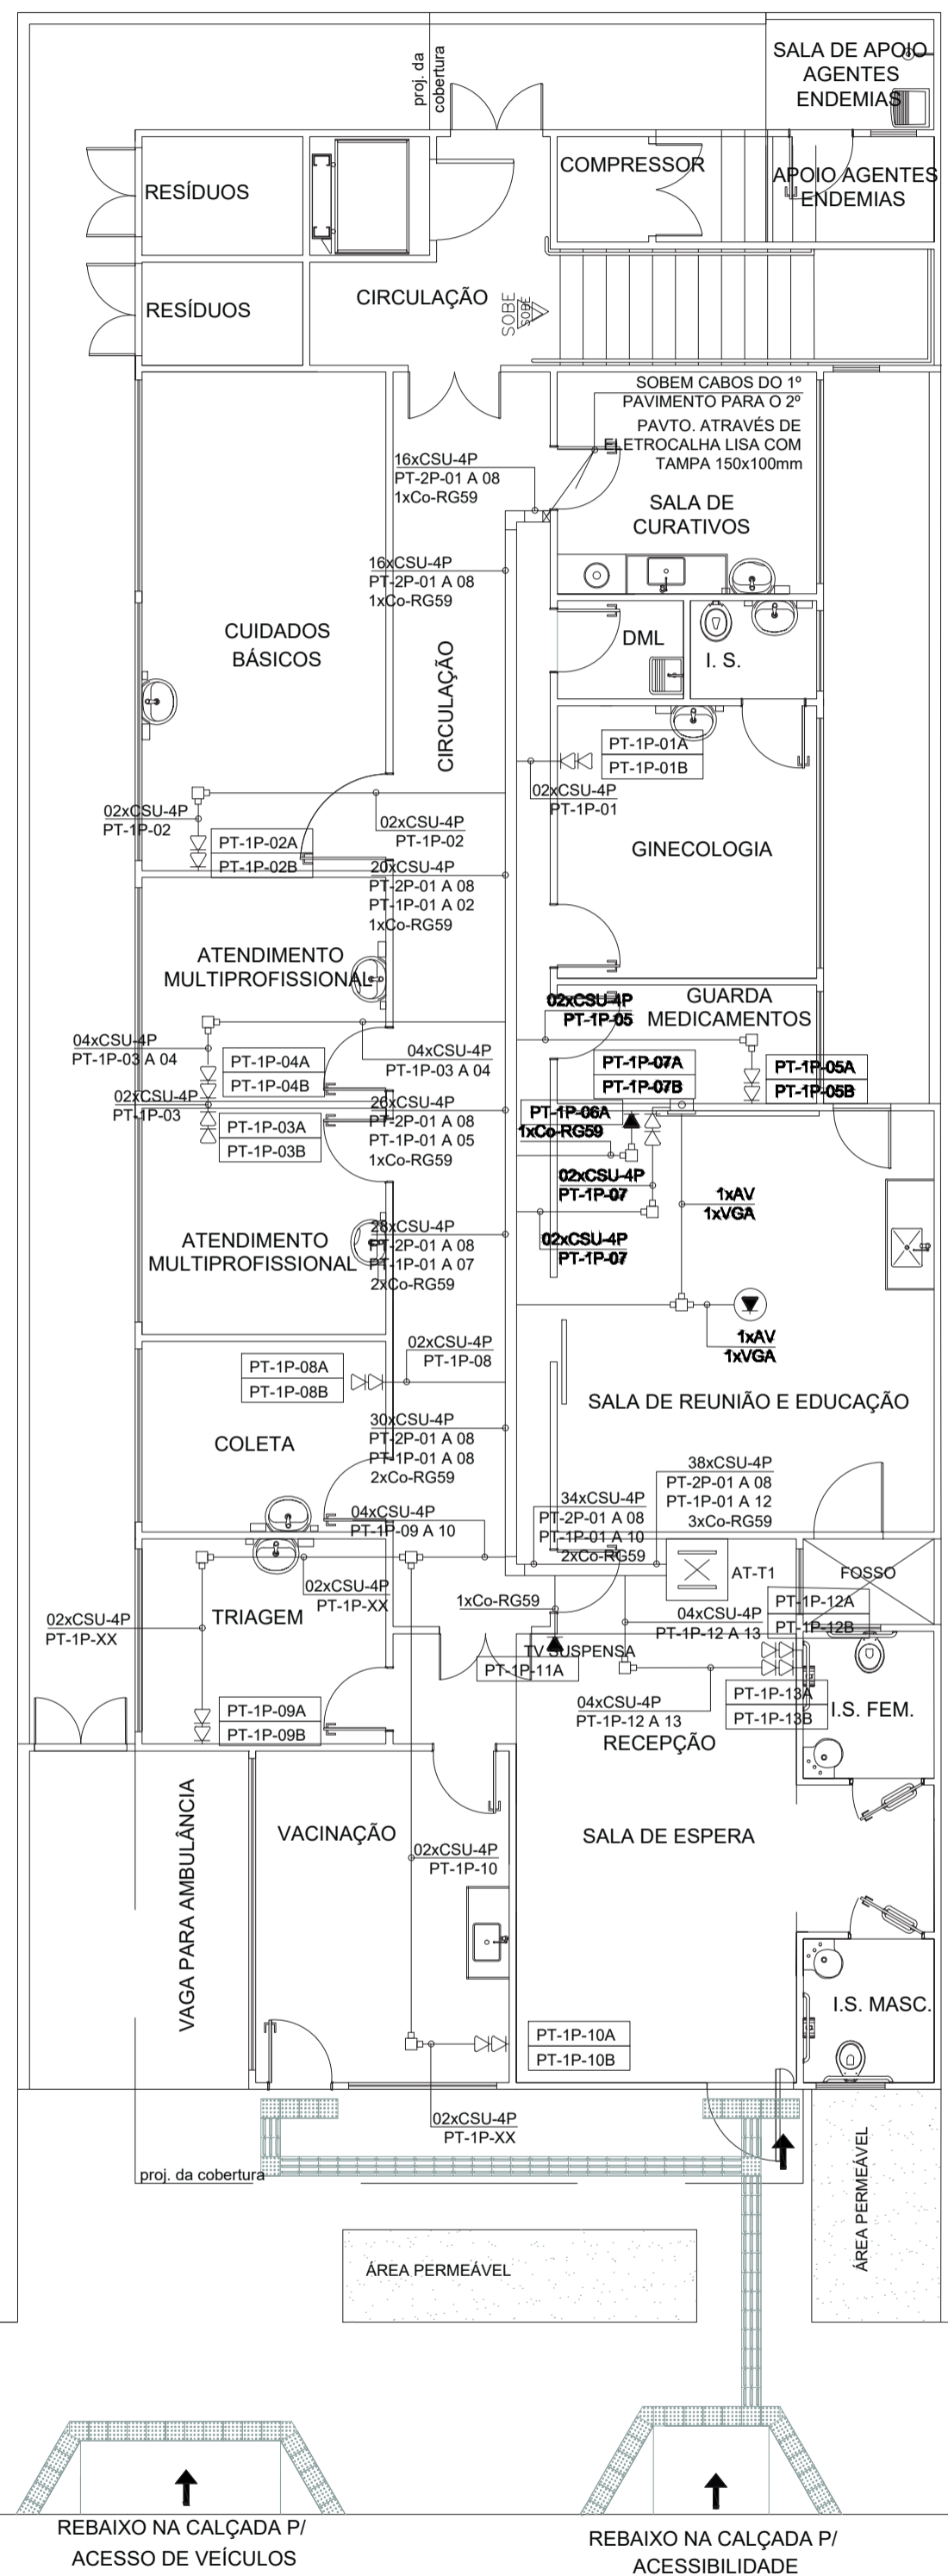 SALA DE APOIO
AGENTES
ENDEMIAS
proj. da
cobertura
COMPRESSOR
APOIO AGENTES
ENDEMIAS
RESÍDUOS
CIRCULAÇÃO
SOBE
SOBE
RESÍDUOS
SOBEM CABOS DO 1º
PAVIMENTO PARA O 2º
PAVTO. ATRAVÉS DE
ELETROCALHA LISA COM
TAMPA 150x100mm
16xCSU-4P
PT-2P-01 A 08
1xCo-RG59
SALA DE
CURATIVOS
16xCSU-4P
PT-2P-01 A 08
1xCo-RG59
CUIDADOS
BÁSICOS
CIRCULAÇÃO
DML
I. S.
PT-1P-01A
PT-1P-01B
02xCSU-4P
PT-1P-01
02xCSU-4P
PT-1P-02
02xCSU-4P
PT-1P-02
PT-1P-02A
PT-1P-02B
GINECOLOGIA
20xCSU-4P
PT-2P-01 A 08
PT-1P-01 A 02
1xCo-RG59
ATENDIMENTO
MULTIPROFISSIONAL
GUARDA
MEDICAMENTOS
02xCSU-4P
PT-1P-05
04xCSU-4P
PT-1P-03 A 04
PT-1P-04A
PT-1P-04B
04xCSU-4P
PT-1P-03 A 04
PT-1P-07A
PT-1P-07B
PT-1P-05A
PT-1P-05B
02xCSU-4P
PT-1P-03
PT-1P-03A
PT-1P-03B
26xCSU-4P
PT-2P-01 A 08
PT-1P-01 A 05
1xCo-RG59
PT-1P-06A
1xCo-RG59
02xCSU-4P
PT-1P-07
1xAV
1xVGA
ATENDIMENTO
MULTIPROFISSIONAL
28xCSU-4P
PT-2P-01 A 08
PT-1P-01 A 07
2xCo-RG59
02xCSU-4P
PT-1P-07
1xAV
1xVGA
02xCSU-4P
PT-1P-08
PT-1P-08A
PT-1P-08B
SALA DE REUNIÃO E EDUCAÇÃO
COLETA
30xCSU-4P
PT-2P-01 A 08
PT-1P-01 A 08
2xCo-RG59
38xCSU-4P
PT-2P-01 A 08
PT-1P-01 A 12
3xCo-RG59
34xCSU-4P
PT-2P-01 A 08
PT-1P-01 A 10
2xCo-RG59
04xCSU-4P
PT-1P-09 A 10
AT-T1
FOSSO
02xCSU-4P
PT-1P-XX
TRIAGEM
02xCSU-4P
PT-1P-XX
1xCo-RG59
04xCSU-4P
PT-1P-12 A 13
PT-1P-12A
PT-1P-12B
TV SUSPENSA
PT-1P-11A
04xCSU-4P
PT-1P-12 A 13
PT-1P-13A
PT-1P-13B
I.S. FEM.
PT-1P-09A
PT-1P-09B
RECEPÇÃO
VAGA PARA AMBULÂNCIA
VACINAÇÃO
02xCSU-4P
PT-1P-10
SALA DE ESPERA
I.S. MASC.
PT-1P-10A
PT-1P-10B
02xCSU-4P
PT-1P-XX
proj. da cobertura
ÁREA PERMEÁVEL
ÁREA PERMEÁVEL
REBAIXO NA CALÇADA P/
ACESSO DE VEÍCULOS
REBAIXO NA CALÇADA P/
ACESSIBILIDADE